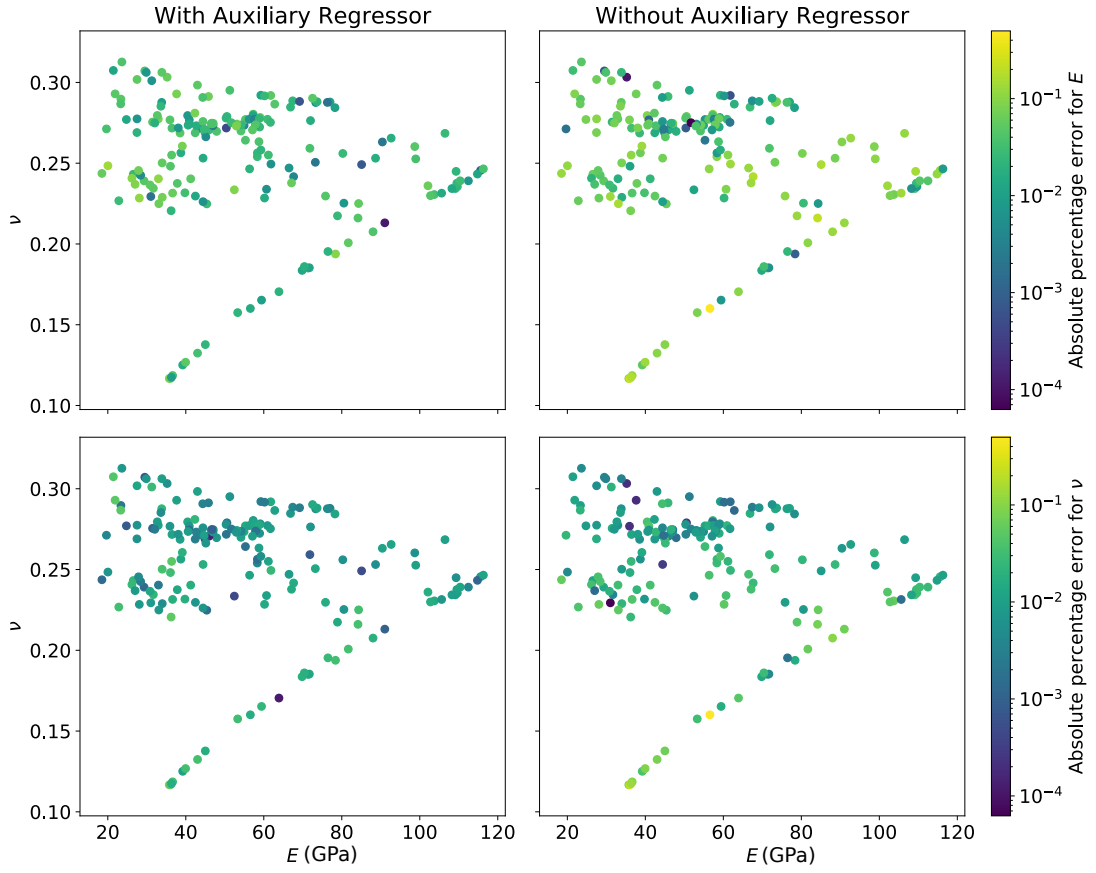 With Auxiliary Regressor
Without Auxiliary Regressor
0.30
0.25
0.20
0.15
0.10
ν
10⁻¹
10⁻²
10⁻³
10⁻⁴
Absolute percentage error for E
0.30
0.25
0.20
0.15
0.10
ν
20 40 60 80 100 120
E (GPa)
20 40 60 80 100 120
E (GPa)
10⁻¹
10⁻²
10⁻³
10⁻⁴
Absolute percentage error for ν